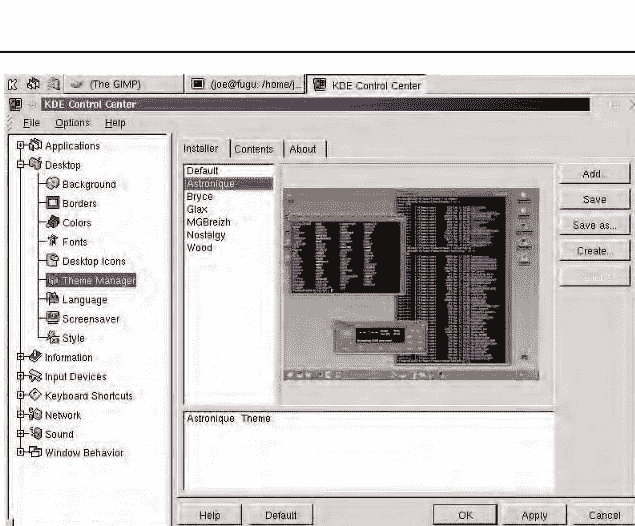 (The GIMP)
(joe@fugu: /home/j...
KDE Control Center
KDE Control Center
File Options Help
Applications
Desktop
Background
Borders
Colors
Fonts
Desktop Icons
Theme Manager
Language
Screensaver
Style
Information
Input Devices
Keyboard Shortcuts
Network
Sound
Window Behavior
Installer Contents About
Default
Astronique
Bryce
Glax
MGBreizh
Nostalgy
Wood
Add...
Save
Save as...
Create...
Astronique Theme
Help Default OK Apply Cancel